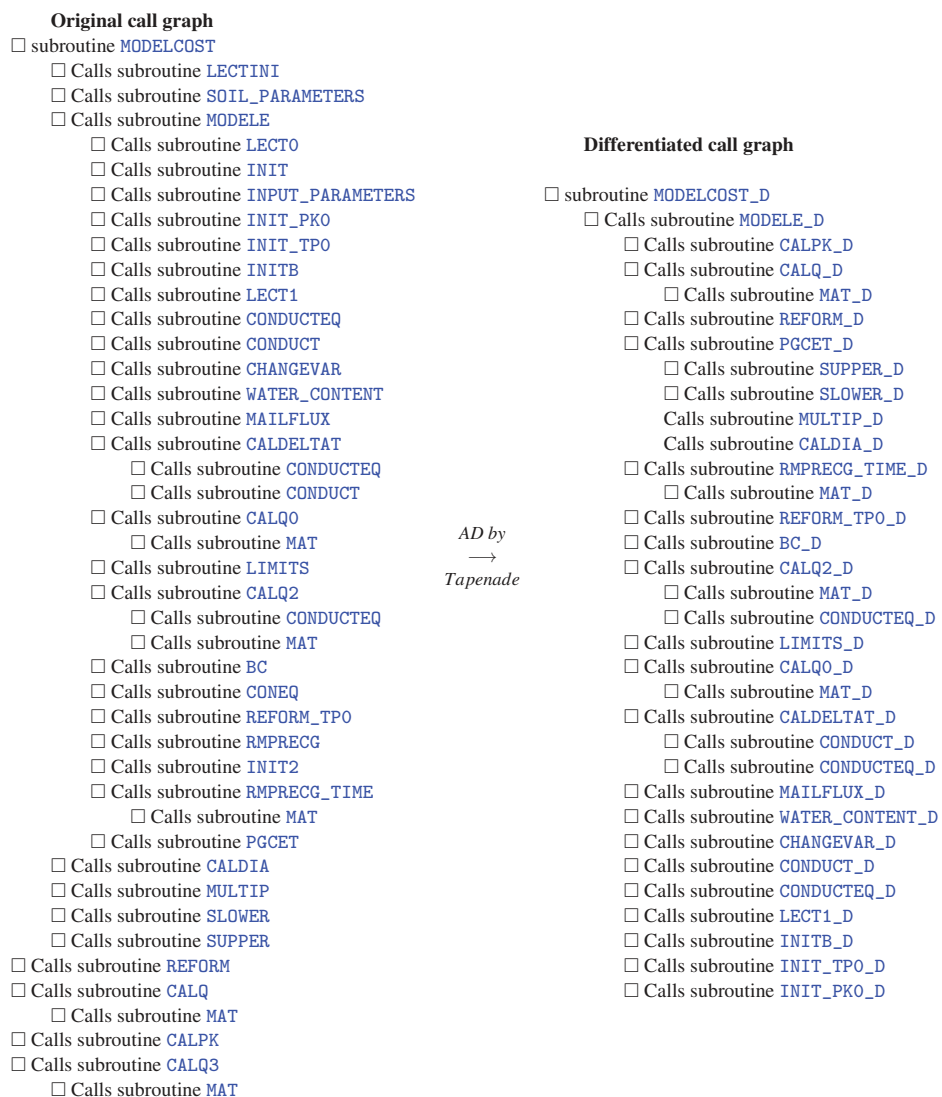 Original call graph
☐ subroutine MODELCOST
☐ Calls subroutine LECTINI
☐ Calls subroutine SOIL_PARAMETERS
☐ Calls subroutine MODELE
☐ Calls subroutine LECT0
☐ Calls subroutine INIT
☐ Calls subroutine INPUT_PARAMETERS
☐ Calls subroutine INIT_PK0
☐ Calls subroutine INIT_TP0
☐ Calls subroutine INITB
☐ Calls subroutine LECT1
☐ Calls subroutine CONDUCTEQ
☐ Calls subroutine CONDUCT
☐ Calls subroutine CHANGEVAR
☐ Calls subroutine WATER_CONTENT
☐ Calls subroutine MAILFLUX
☐ Calls subroutine CALDELTAT
☐ Calls subroutine CONDUCTEQ
☐ Calls subroutine CONDUCT
☐ Calls subroutine CALQ0
☐ Calls subroutine MAT
☐ Calls subroutine LIMITS
☐ Calls subroutine CALQ2
☐ Calls subroutine CONDUCTEQ
☐ Calls subroutine MAT
☐ Calls subroutine BC
☐ Calls subroutine CONEQ
☐ Calls subroutine REFORM_TP0
☐ Calls subroutine RMPRECG
☐ Calls subroutine INIT2
☐ Calls subroutine RMPRECG_TIME
☐ Calls subroutine MAT
☐ Calls subroutine PGCET
☐ Calls subroutine CALDIA
☐ Calls subroutine MULTIP
☐ Calls subroutine SLOWER
☐ Calls subroutine SUPPER
☐ Calls subroutine REFORM
☐ Calls subroutine CALQ
☐ Calls subroutine MAT
☐ Calls subroutine CALPK
☐ Calls subroutine CALQ3
☐ Calls subroutine MAT
AD by
⟶
Tapenade
Differentiated call graph
☐ subroutine MODELCOST_D
☐ Calls subroutine MODELE_D
☐ Calls subroutine CALPK_D
☐ Calls subroutine CALQ_D
☐ Calls subroutine MAT_D
☐ Calls subroutine REFORM_D
☐ Calls subroutine PGCET_D
☐ Calls subroutine SUPPER_D
☐ Calls subroutine SLOWER_D
Calls subroutine MULTIP_D
Calls subroutine CALDIA_D
☐ Calls subroutine RMPRECG_TIME_D
☐ Calls subroutine MAT_D
☐ Calls subroutine REFORM_TP0_D
☐ Calls subroutine BC_D
☐ Calls subroutine CALQ2_D
☐ Calls subroutine MAT_D
☐ Calls subroutine CONDUCTEQ_D
☐ Calls subroutine LIMITS_D
☐ Calls subroutine CALQ0_D
☐ Calls subroutine MAT_D
☐ Calls subroutine CALDELTAT_D
☐ Calls subroutine CONDUCT_D
☐ Calls subroutine CONDUCTEQ_D
☐ Calls subroutine MAILFLUX_D
☐ Calls subroutine WATER_CONTENT_D
☐ Calls subroutine CHANGEVAR_D
☐ Calls subroutine CONDUCT_D
☐ Calls subroutine CONDUCTEQ_D
☐ Calls subroutine LECT1_D
☐ Calls subroutine INITB_D
☐ Calls subroutine INIT_TP0_D
☐ Calls subroutine INIT_PK0_D